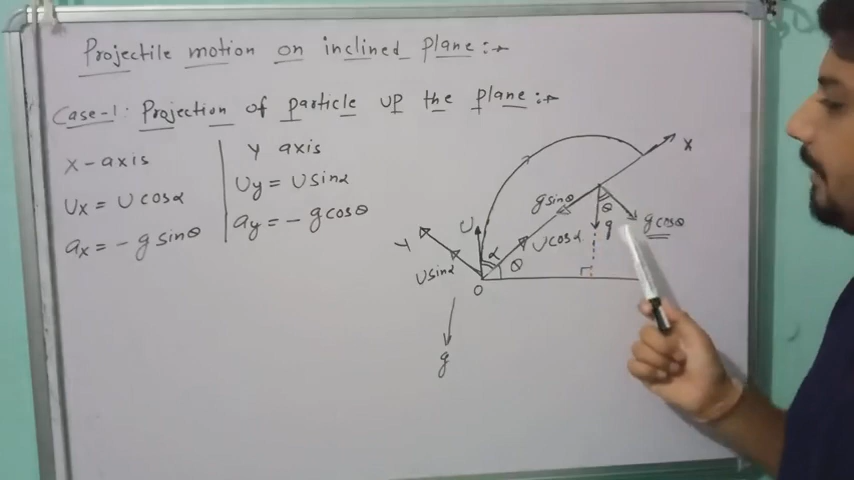 Projectile motion on inclined plane:-
Case-1: Projection of particle up the plane:-
X-axis
Ux = U cosα
ax = - g sinθ
Y axis
Uy = U sinα
ay = - g cosθ
X
g sinθ
θ
g
g cosθ
Y
U
U sinα
α
θ
U cosα
O
g